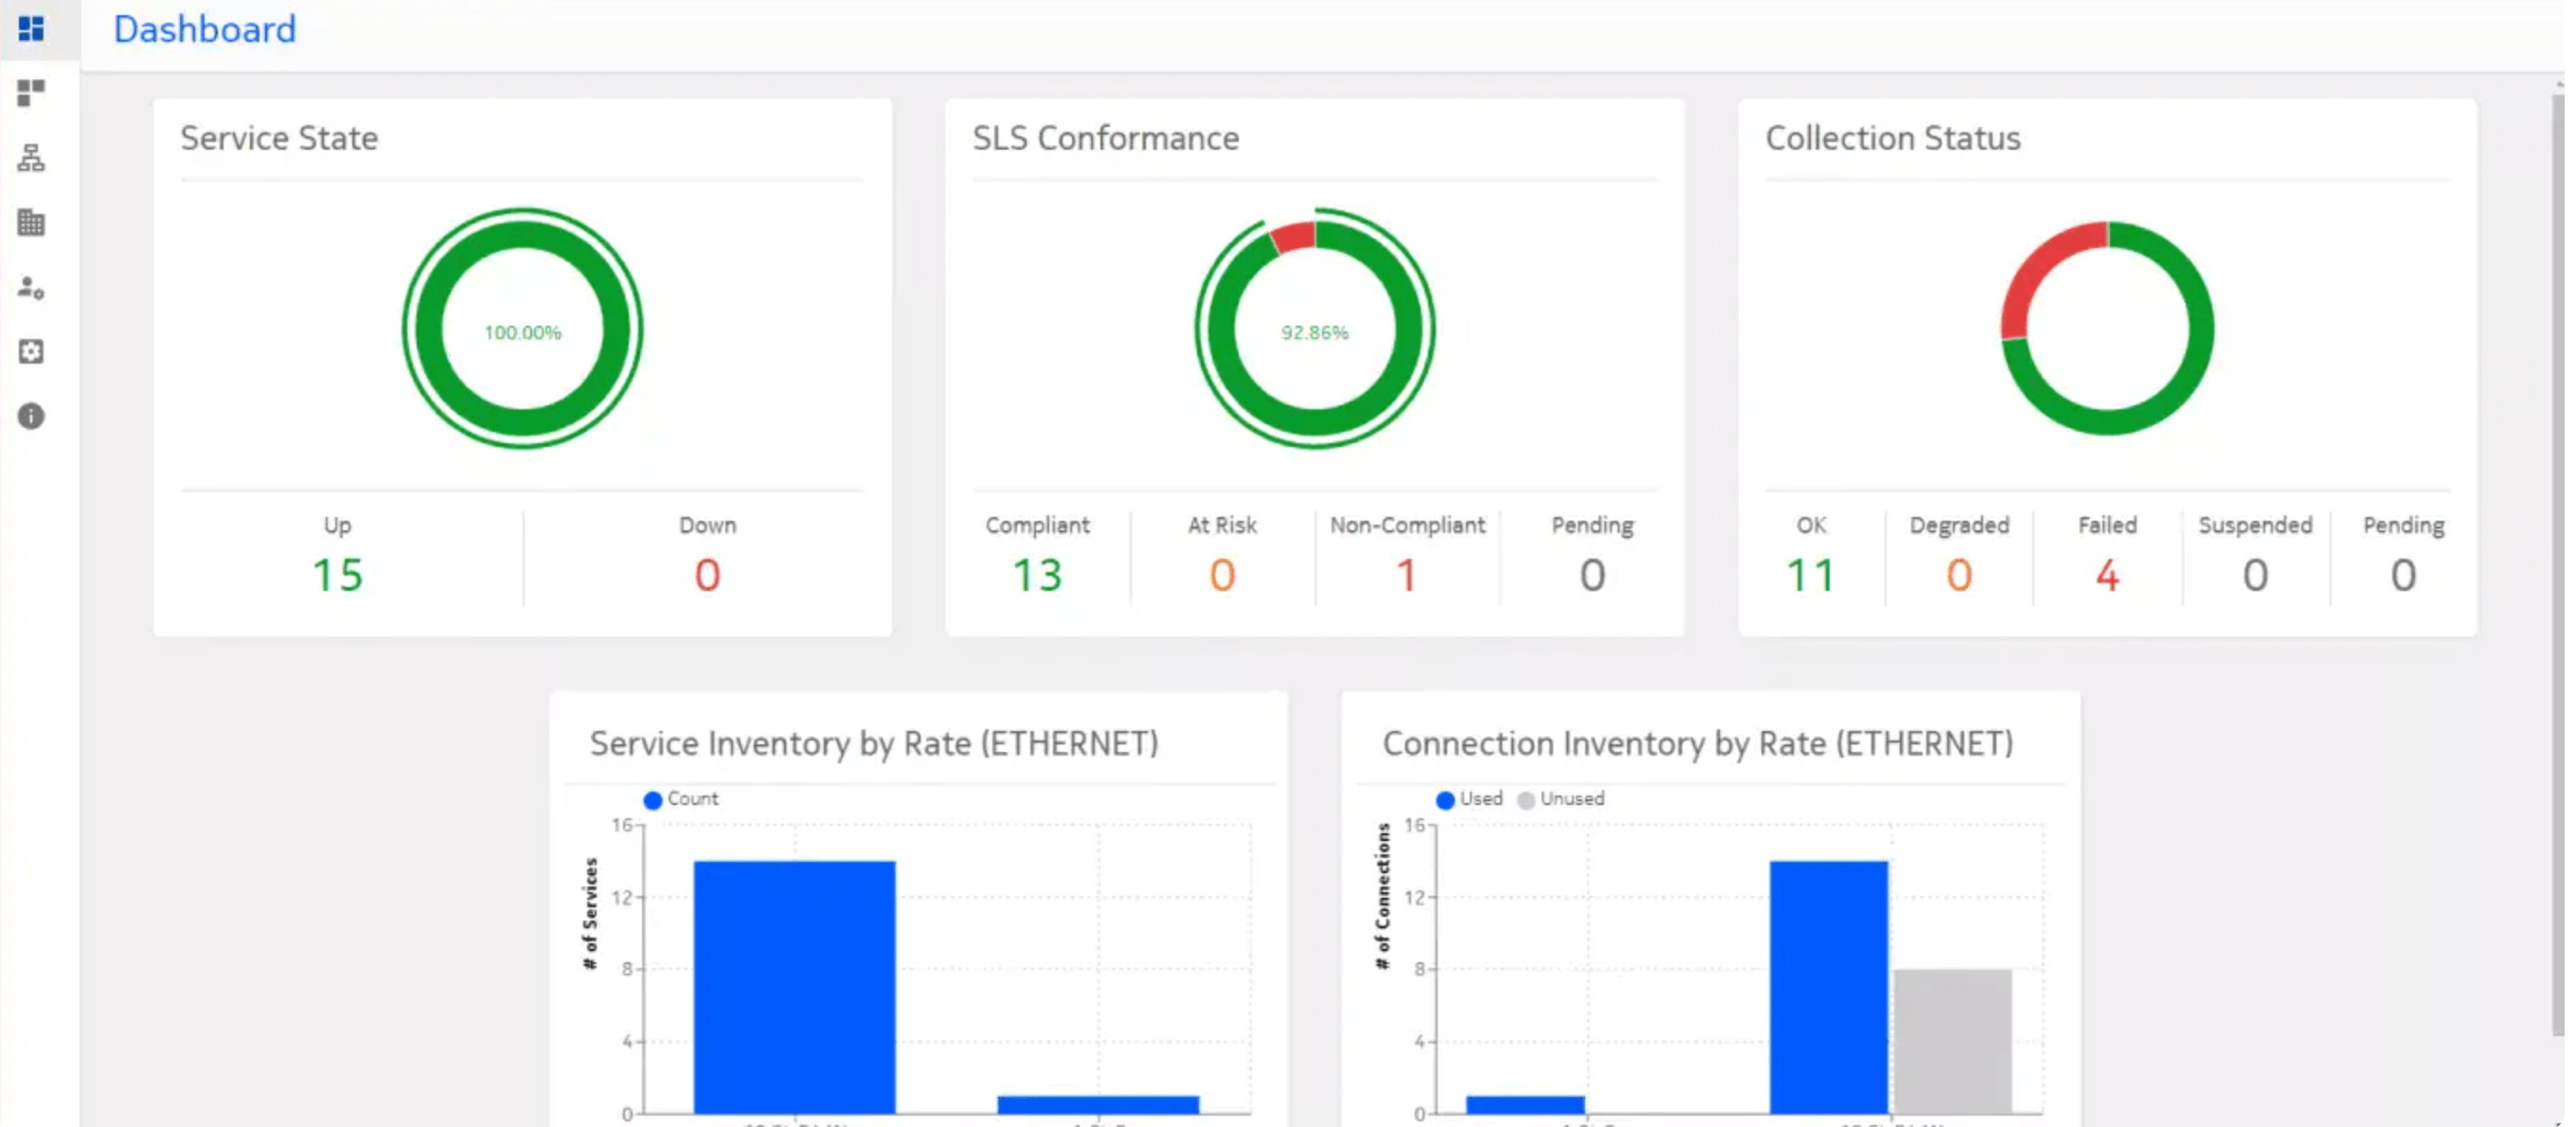 Dashboard
Service State
SLS Conformance
Collection Status
100.00%
92.86%
Up
Down
15
0
Compliant
At Risk
Non-Compliant
Pending
13
0
1
0
OK
Degraded
Failed
Suspended
Pending
11
0
4
0
0
Service Inventory by Rate (ETHERNET)
Count
# of Services
16
12
8
4
0
Connection Inventory by Rate (ETHERNET)
Used
Unused
# of Connections
16
12
8
4
0